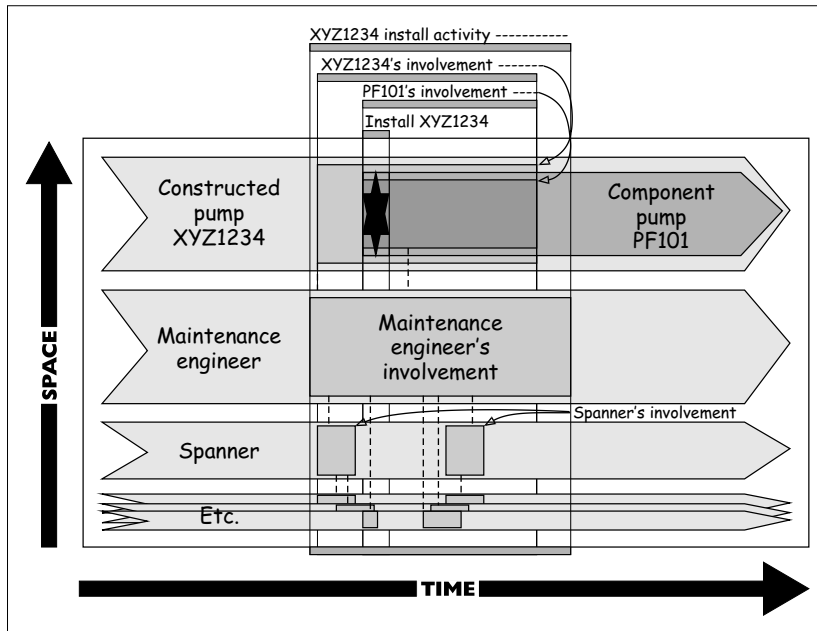 XYZ1234 install activity
XYZ1234's involvement
PF101's involvement
Install XYZ1234
Constructed
pump
XYZ1234
Component
pump
PF101
Maintenance
engineer
Maintenance
engineer's
involvement
Spanner's involvement
Spanner
Etc.
SPACE
TIME